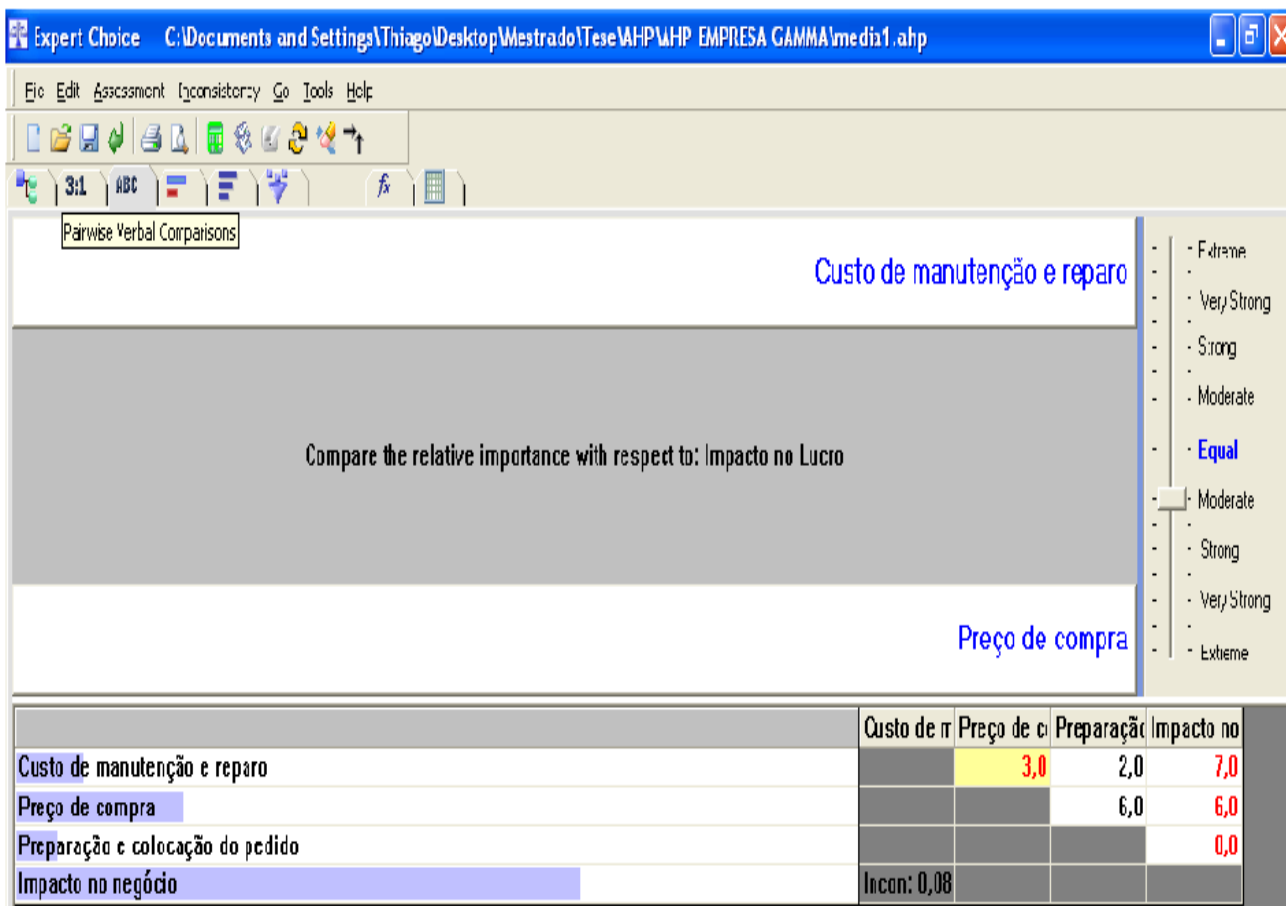 Expert Choice C:\Documents and Settings\Thiago\Desktop\Mestrado\Tese\AHP\AHP EMPRESA GAMMA\media1.ahp
Edit Assessment Inconsistency Go Tools Help
3:1 ABC fx
Pairwise Verbal Comparisons
Custo de manutenção e reparo
Compare the relative importance with respect to: Impacto no Lucro
Preço de compra
Extreme
Very Strong
Strong
Moderate
Equal
Moderate
Strong
Very Strong
Extreme
Custo de m Preço de c Preparação Impacto no
Custo de manutenção e reparo 3,0 2,0 7,0
Preço de compra 6,0 6,0
Preparação e colocação do pedido 0,0
Impacto no negócio Incon: 0,08